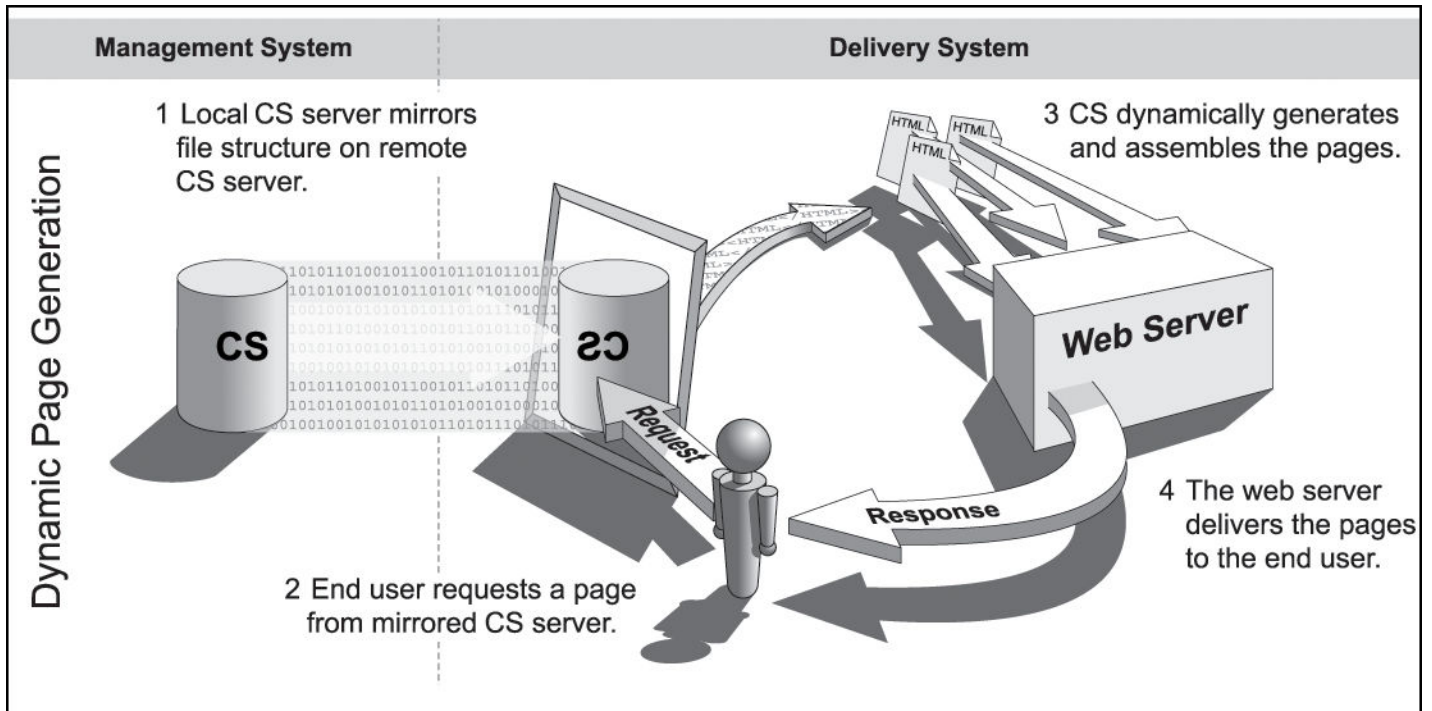 Management System
Delivery System
Dynamic Page Generation
1 Local CS server mirrors
file structure on remote
CS server.
3 CS dynamically generates
and assembles the pages.
HTML
HTML
HTML
CS
CS
Web Server
Request
Response
4 The web server
delivers the pages
to the end user.
2 End user requests a page
from mirrored CS server.